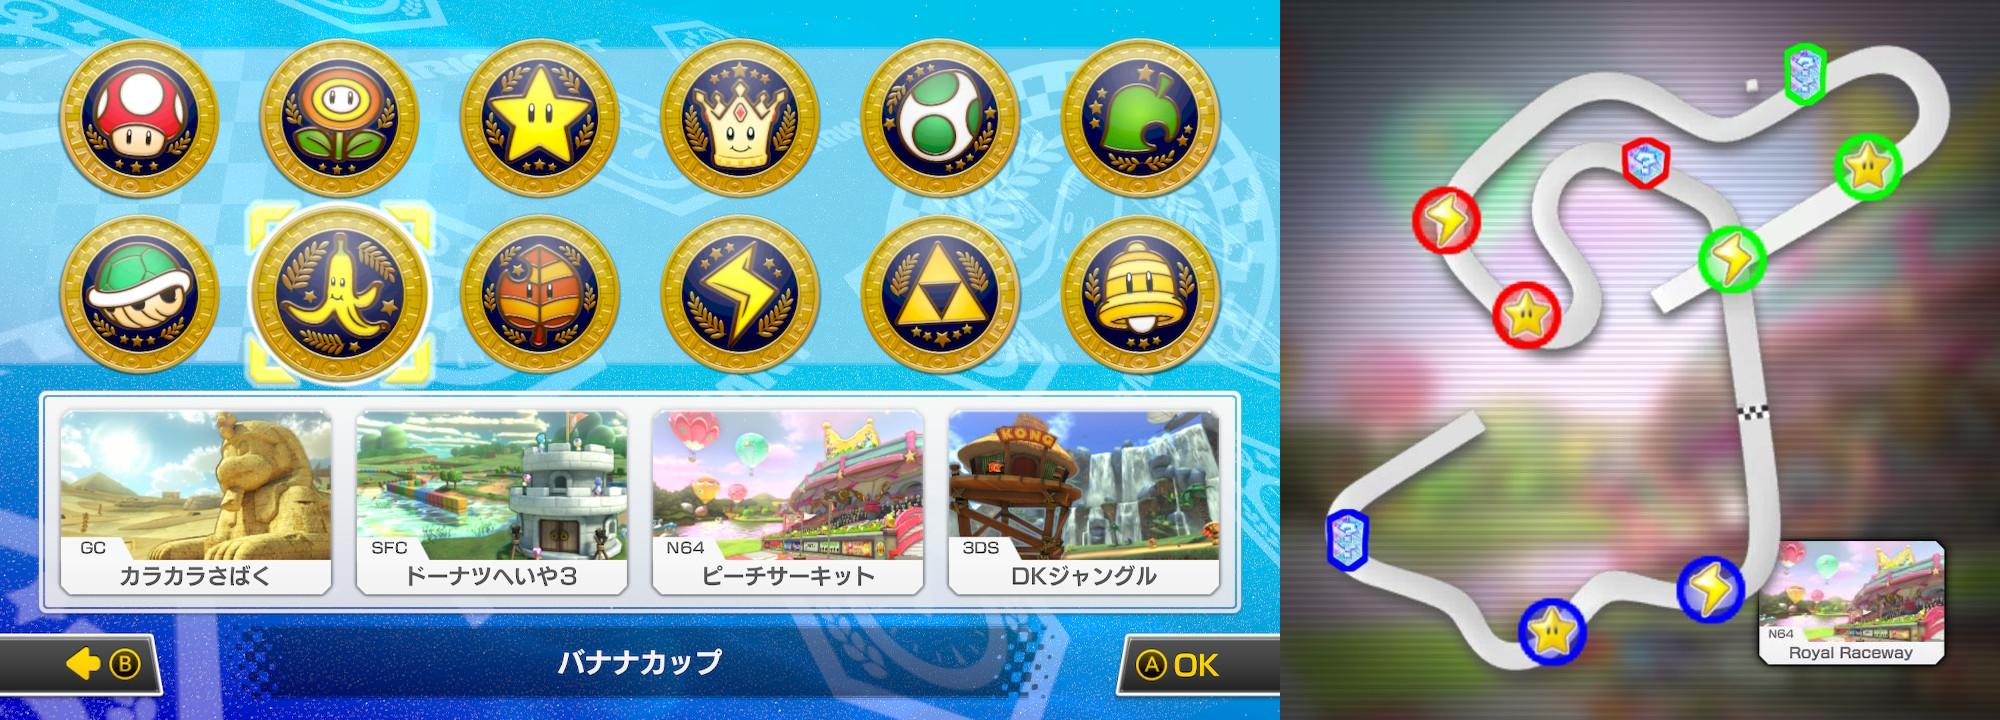 GC
カラカラさばく
SFC
ドーナツへいや3
N64
ピーチサーキット
KONG
3DS
DKジャングル
B
バナナカップ
A OK
N64
Royal Raceway